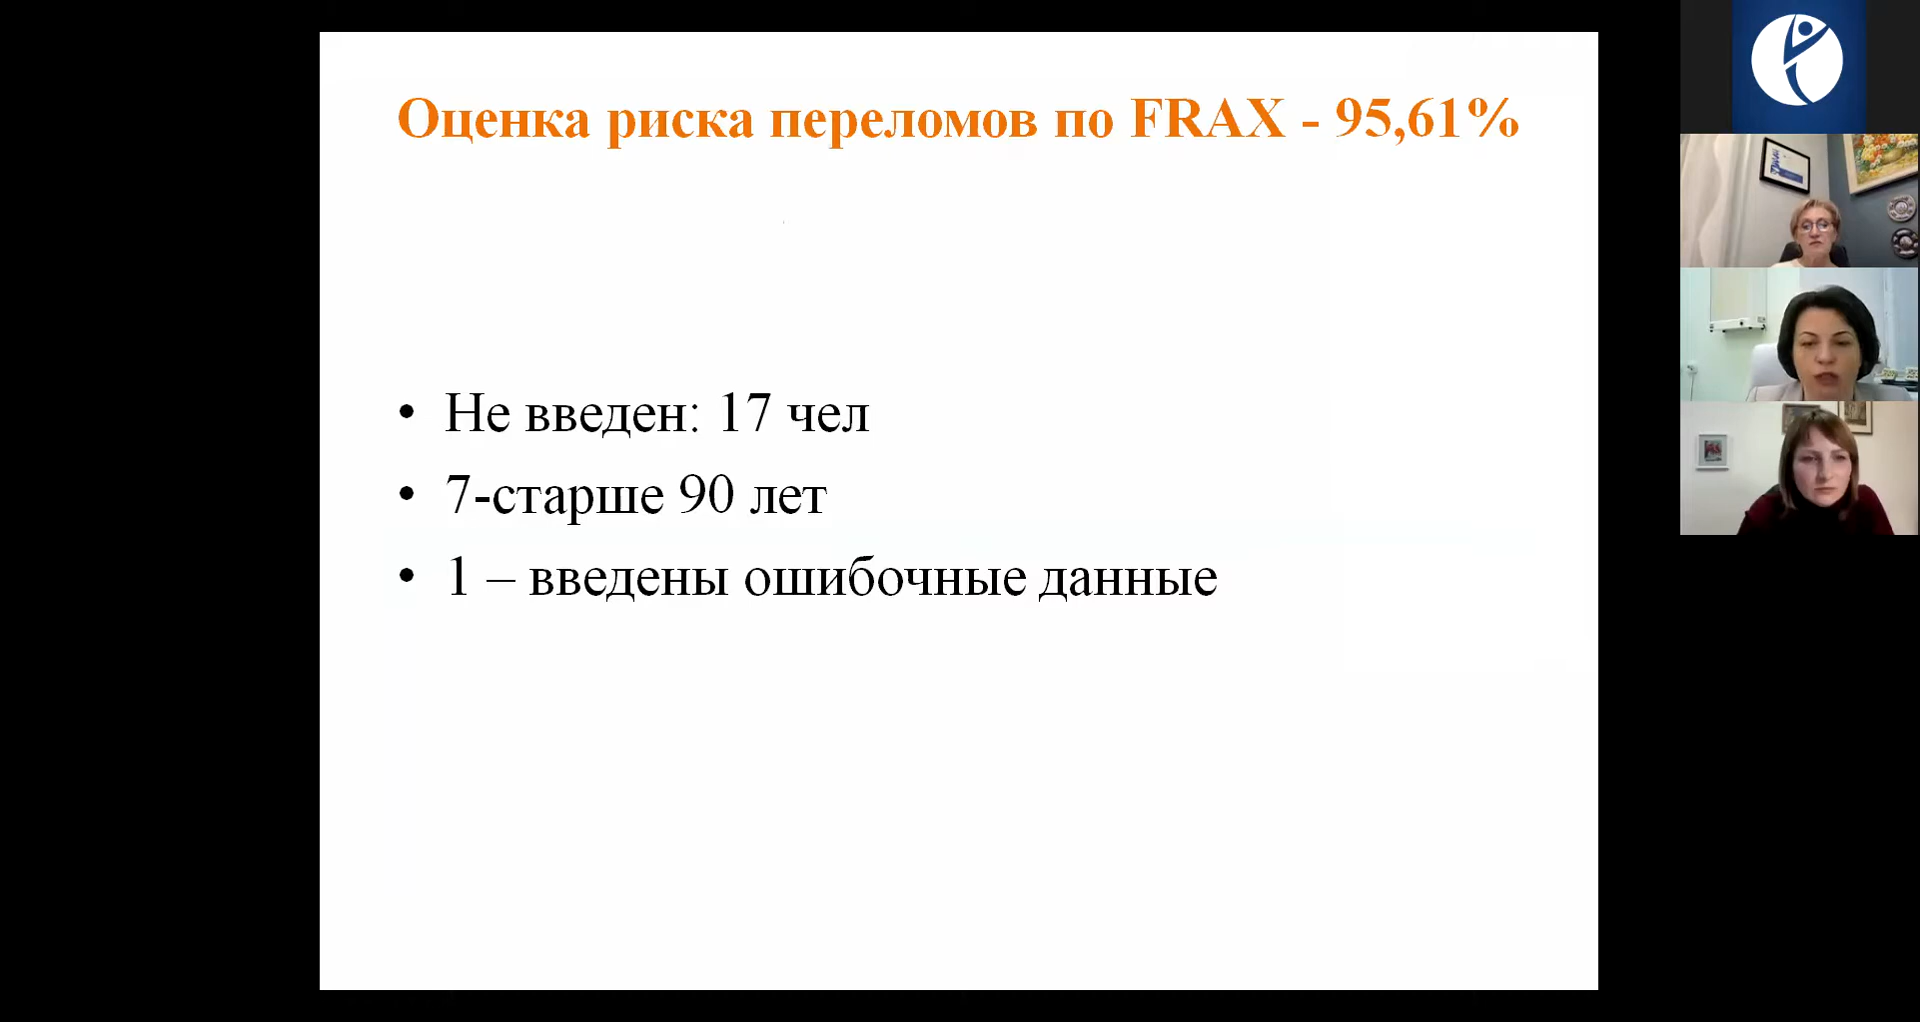 Оценка риска переломов по FRAX - 95,61%
• Не введен: 17 чел
• 7-старше 90 лет
• 1 – введены ошибочные данные